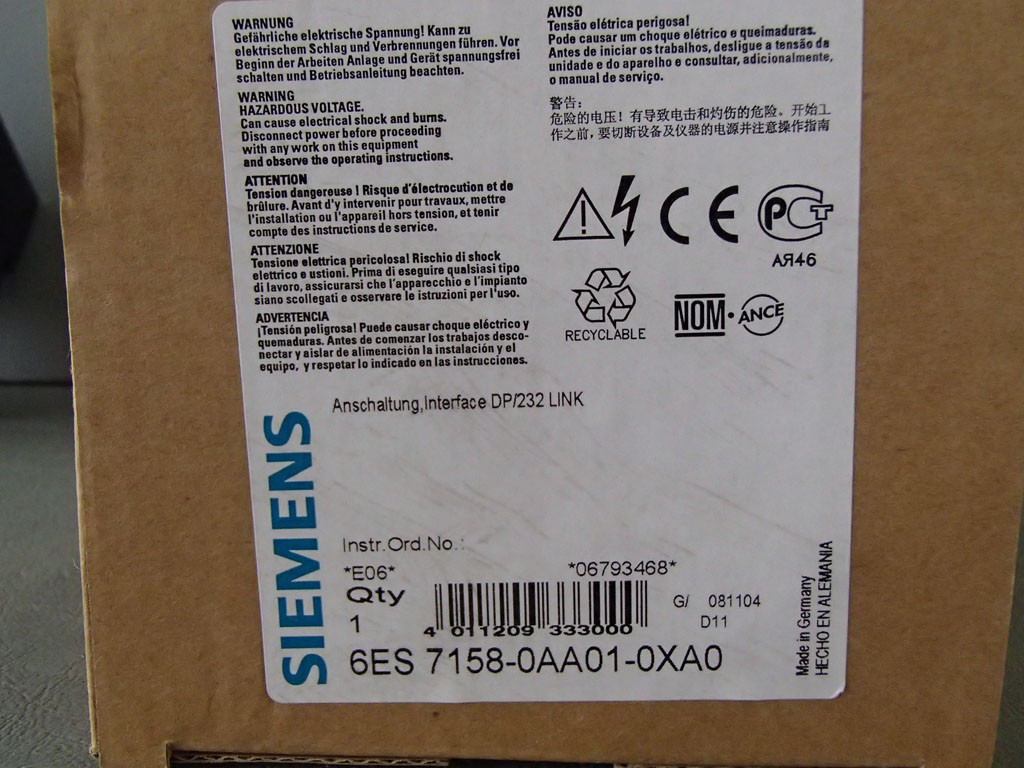 WARNUNG
Gefährliche elektrische Spannung! Kann zu
elektrischem Schlag und Verbrennungen führen. Vor
Beginn der Arbeiten Anlage und Gerät spannungsfrei
schalten und Betriebsanleitung beachten.
WARNING
HAZARDOUS VOLTAGE.
Can cause electrical shock and burns.
Disconnect power before proceeding
with any work on this equipment
and observe the operating instructions.
ATTENTION
Tension dangereuse ! Risque d'électrocution et de
brûlure. Avant d'y intervenir pour travaux, mettre
l'installation ou l'appareil hors tension, et tenir
compte des instructions de service.
ATTENZIONE
Tensione elettrica pericolosa! Rischio di shock
elettrico e ustioni. Prima di eseguire qualsiasi tipo
di lavoro, assicurarsi che l'apparecchio e l'impianto
siano scollegati e osservare le istruzioni per l'uso.
ADVERTENCIA
¡Tensión peligrosa! Puede causar choque eléctrico y
quemaduras. Antes de comenzar los trabajos desco-
nectar y aislar de alimentación la instalación y el
equipo, y respetar lo indicado en las instrucciones.
AVISO
Tensão elétrica perigosa!
Pode causar um choque elétrico e queimaduras.
Antes de iniciar os trabalhos, desligue a tensão da
unidade e do aparelho e consultar, adicionalmente,
o manual de serviço.
警告:
危险的电压! 有导致电击和灼伤的危险。开始工
作之前,要切断设备及仪器的电源并注意操作指南
CE
PCT
АЯ46
RECYCLABLE
NOM·ANCE
Anschaltung,Interface DP/232 LINK
SIEMENS
Instr.Ord.No.:
*E06* *06793468*
Qty
1
4 011209 333000
G/ 081104
D11
6ES 7158-0AA01-0XA0
Made in Germany
HECHO EN ALEMANIA